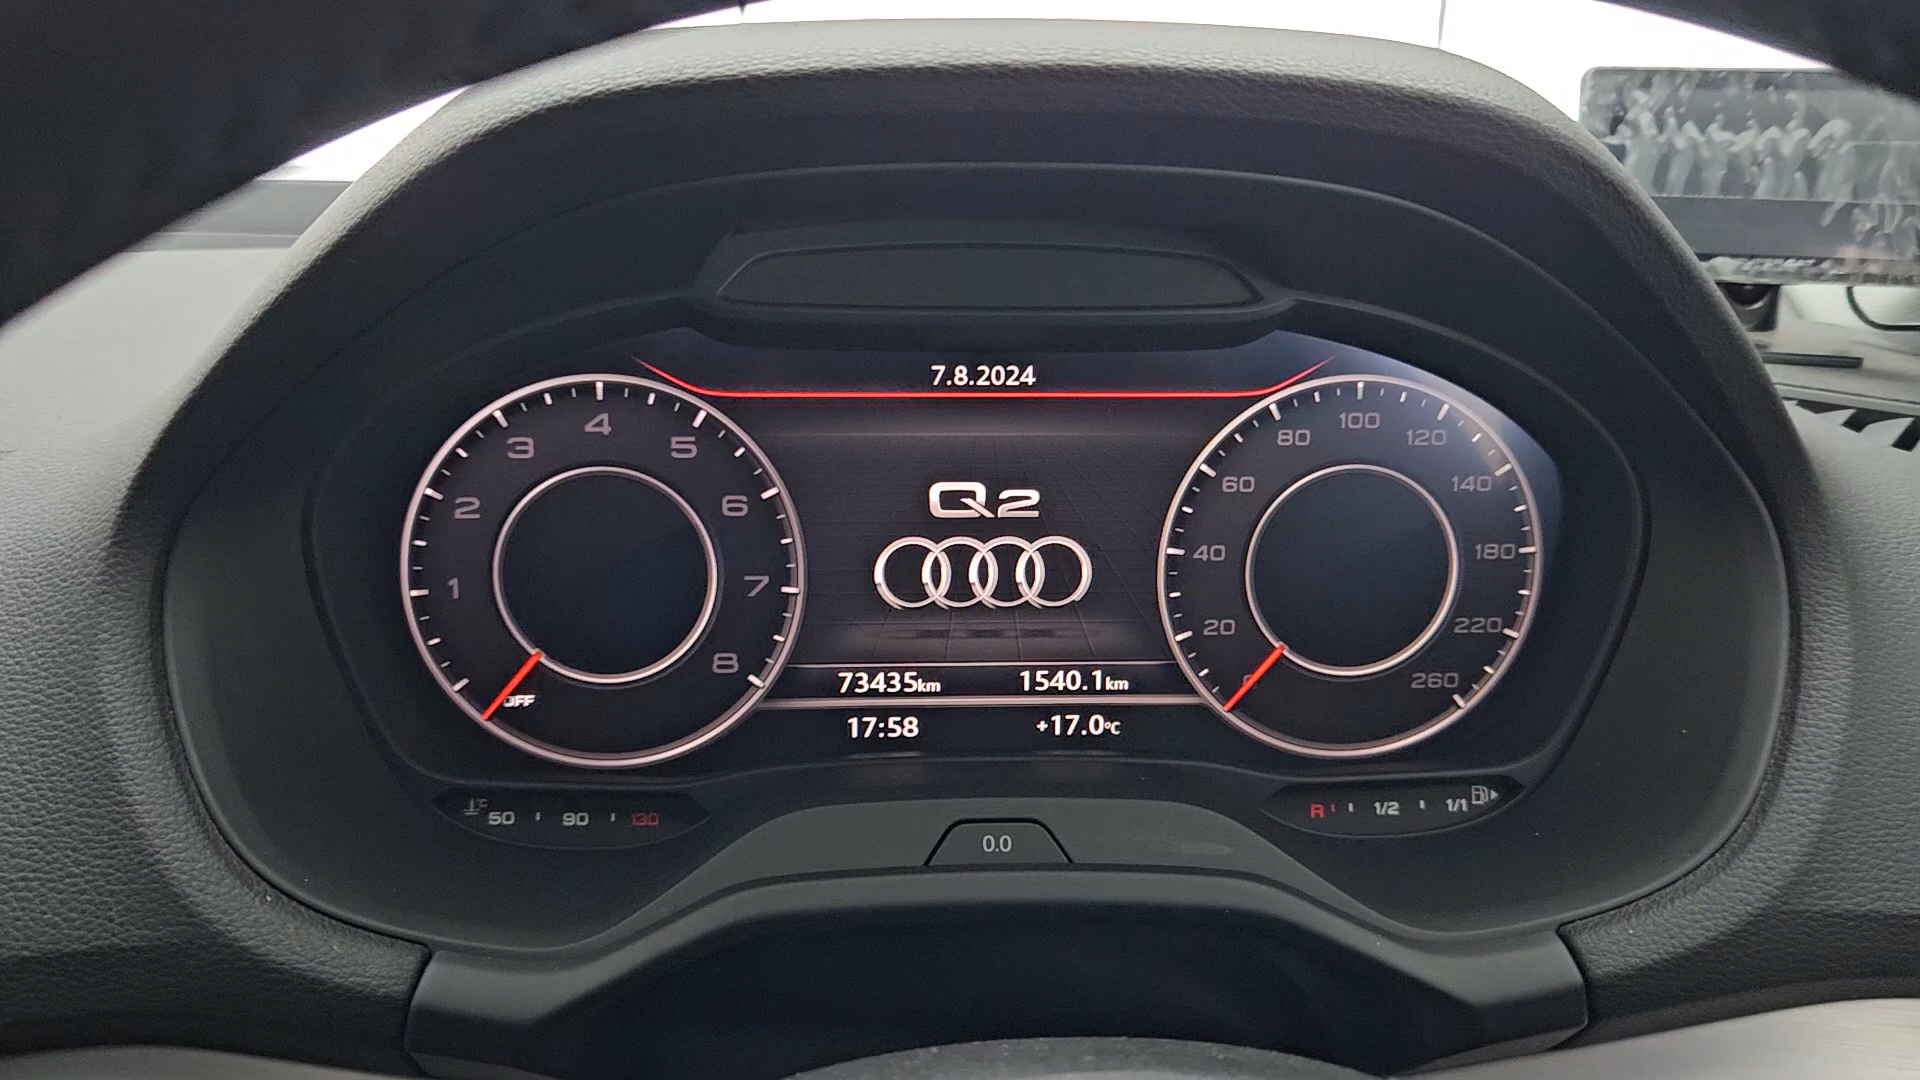 7.8.2024
1 2 3 4 5 6 7 8
OFF
Q2
20 40 60 80 100 120 140 180 220 260
73435km 1540.1km
17:58 +17.0°C
°C 50 90 130
0.0
R 1/2 1/1